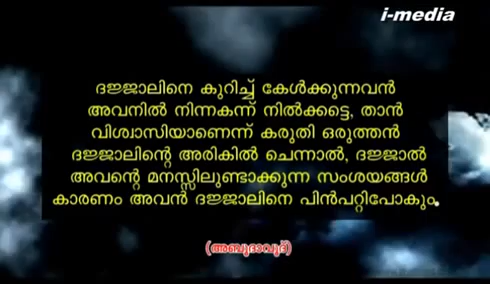 i-media
ദജ്ജാലിനെ കുറിച്ച് കേൾക്കുന്നവൻ
അവനിൽ നിന്നകന്ന് നിൽക്കട്ടെ, താൻ
വിശ്വാസിയാണെന്ന് കരുതി ഒരുത്തൻ
ദജ്ജാലിന്റെ അരികിൽ ചെന്നാൽ, ദജ്ജാൽ
അവന്റെ മനസ്സിലുണ്ടാക്കുന്ന സംശയങ്ങൾ
കാരണം അവൻ ദജ്ജാലിനെ പിൻപറ്റിപോകും.
(അബൂദാവൂദ്)